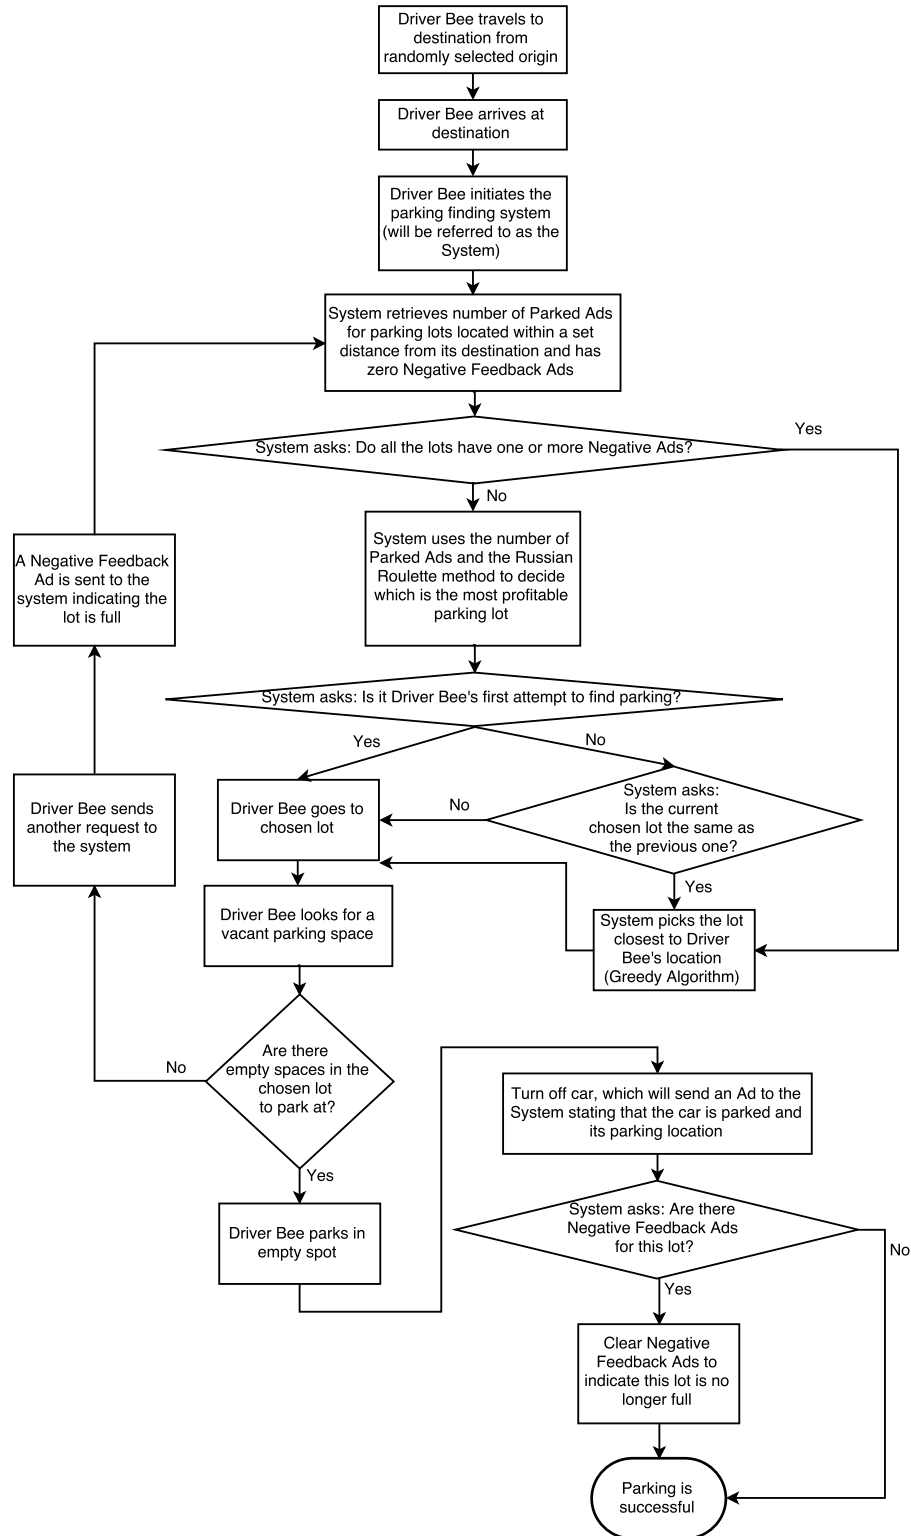 Driver Bee travels to
destination from
randomly selected origin
Driver Bee arrives at
destination
Driver Bee initiates the
parking finding system
(will be referred to as the
System)
System retrieves number of Parked Ads
for parking lots located within a set
distance from its destination and has
zero Negative Feedback Ads
System asks: Do all the lots have one or more Negative Ads?
Yes
No
System uses the number of
Parked Ads and the Russian
Roulette method to decide
which is the most profitable
parking lot
A Negative Feedback
Ad is sent to the
system indicating the
lot is full
System asks: Is it Driver Bee's first attempt to find parking?
Yes
No
System asks:
Is the current
chosen lot the same as
the previous one?
No
Yes
Driver Bee goes to
chosen lot
Driver Bee sends
another request to
the system
Driver Bee looks for a
vacant parking space
System picks the lot
closest to Driver
Bee's location
(Greedy Algorithm)
Are there
empty spaces in the
chosen lot
to park at?
No
Yes
Driver Bee parks in
empty spot
Turn off car, which will send an Ad to the
System stating that the car is parked and
its parking location
System asks: Are there
Negative Feedback Ads
for this lot?
No
Yes
Clear Negative
Feedback Ads to
indicate this lot is no
longer full
Parking is
successful